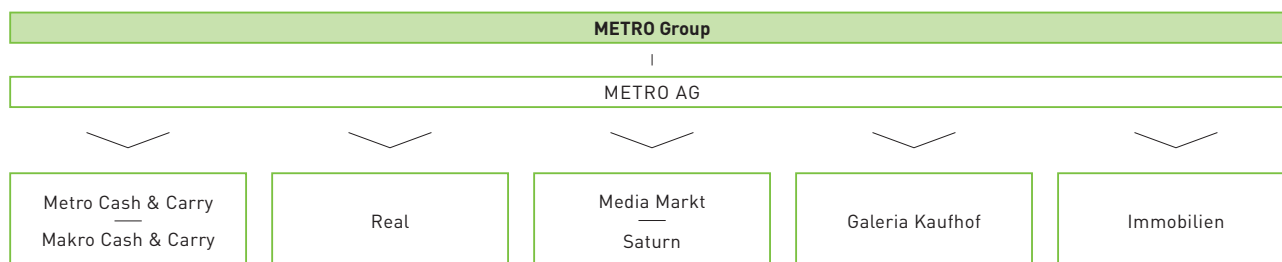 METRO Group
METRO AG
Metro Cash & Carry
Makro Cash & Carry
Real
Media Markt
Saturn
Galeria Kaufhof
Immobilien